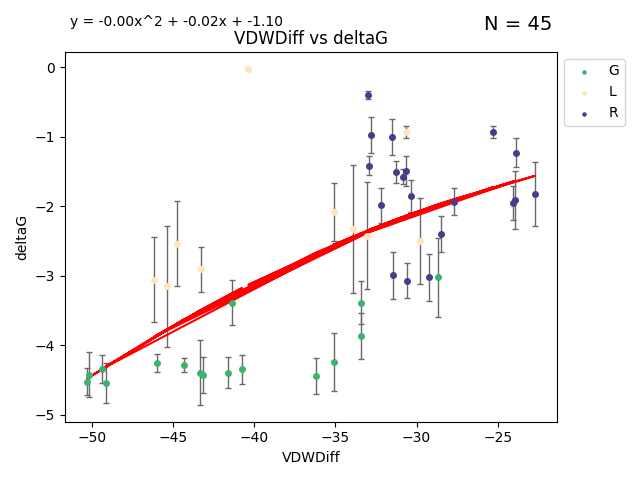 y = -0.00x^2 + -0.02x + -1.10
N = 45
VDWDiff vs deltaG
G
L
R
deltaG
0
−1
−2
−3
−4
−5
−50
−45
−40
−35
−30
−25
VDWDiff